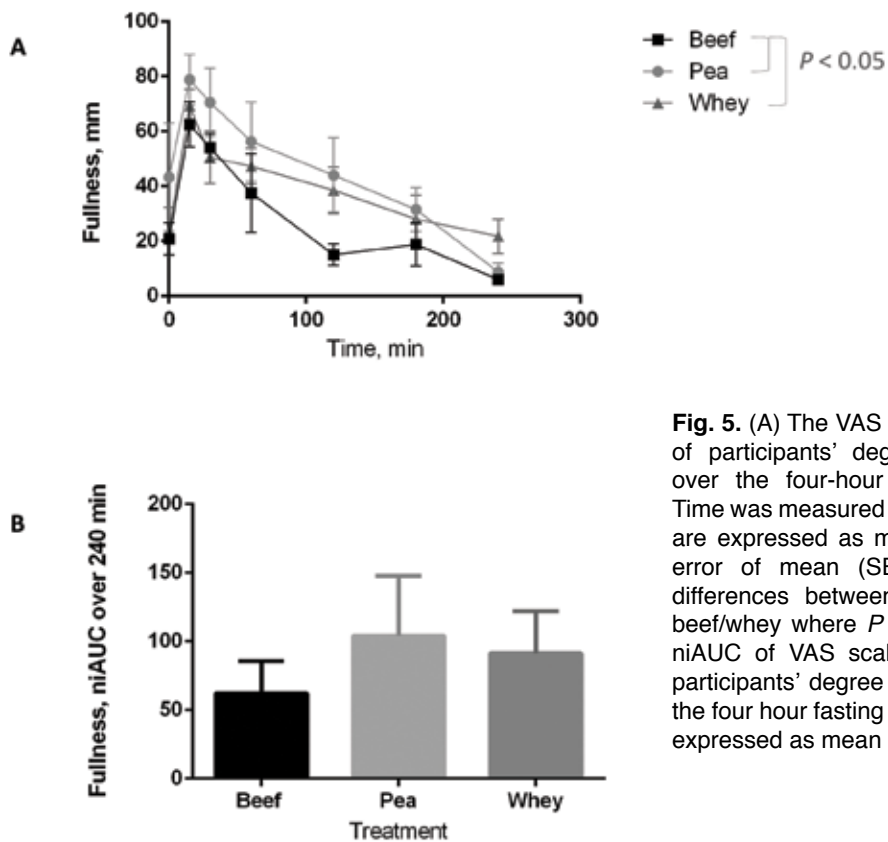 A
100
80
60
40
20
0
Fullness, mm
0 100 200 300
Time, min
Beef
Pea
Whey
P < 0.05
B
200
150
100
50
0
Fullness, niAUC over 240 min
Beef Pea Whey
Treatment
Fig. 5. (A) The VAS
of participants’ deg
over the four-hour
Time was measured
are expressed as m
error of mean (SE
differences between
beef/whey where P
niAUC of VAS scal
participants’ degree
the four hour fasting
expressed as mean